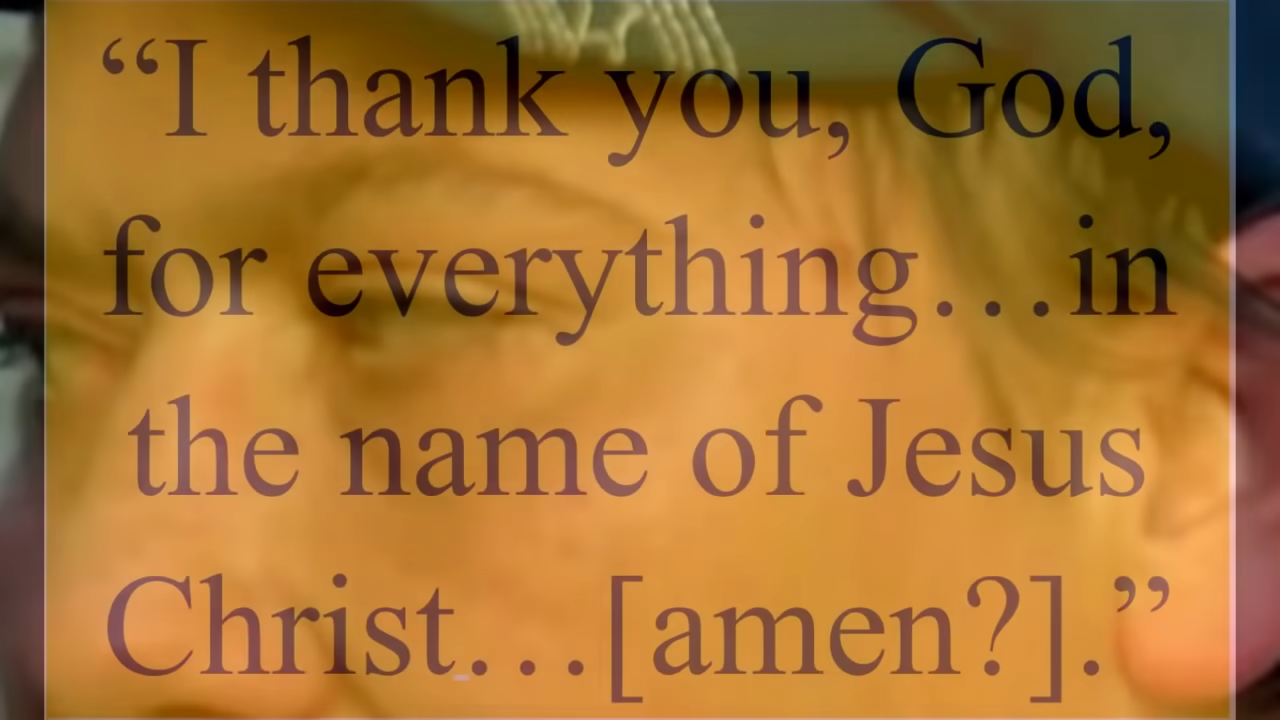 “I thank you, God,
for everything…in
the name of Jesus
Christ…[amen?].”